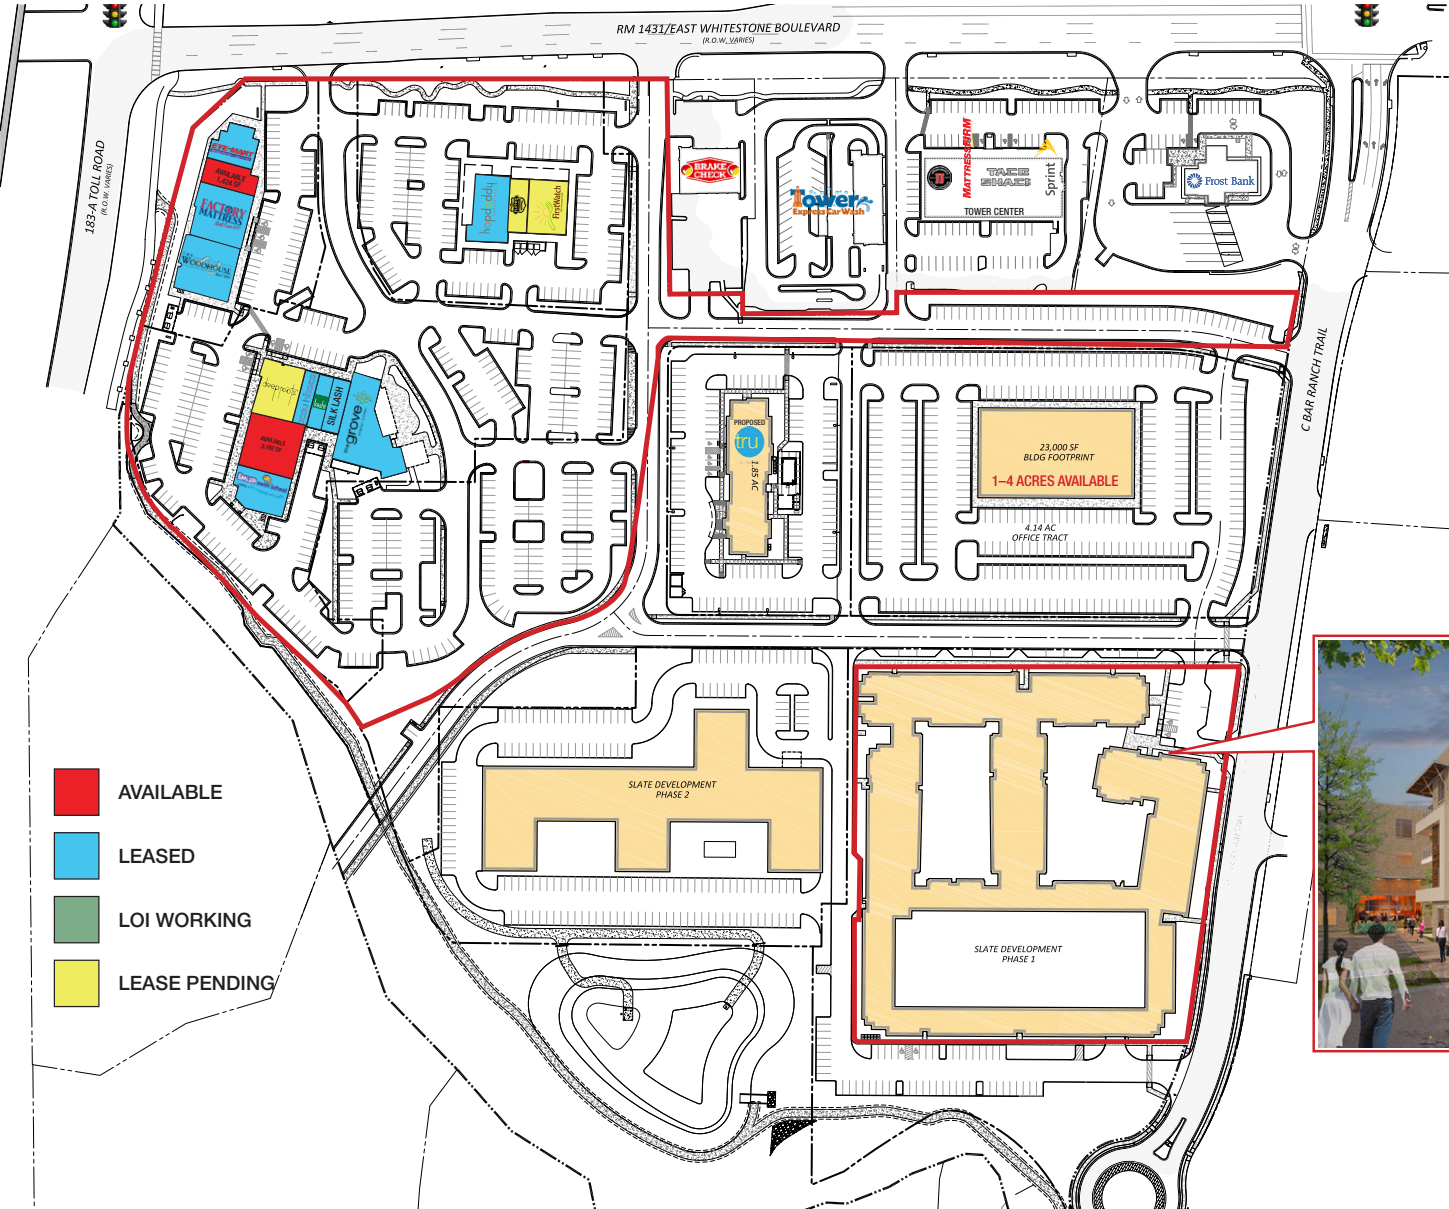 RM 1431/EAST WHITESTONE BOULEVARD
(R.O.W. VARIES)
183-A TOLL ROAD
(R.O.W. VARIES)
C BAR RANCH TRAIL
EYE-MART
AVAILABLE
1,424 SF
FACTORY
MATTRESS
WOODHOUSE
hopdoddy
FirstWatch
BRAKE
CHECK
Tower
Express Car Wash
MATTRESS FIRM
TACO
SHACK
Sprint
TOWER CENTER
Frost Bank
SILK LASH
the grove
AVAILABLE
PROPOSED
tru
1.85 AC
23,000 SF
BLDG FOOTPRINT
1–4 ACRES AVAILABLE
4.14 AC
OFFICE TRACT
SLATE DEVELOPMENT
PHASE 2
SLATE DEVELOPMENT
PHASE 1
AVAILABLE
LEASED
LOI WORKING
LEASE PENDING